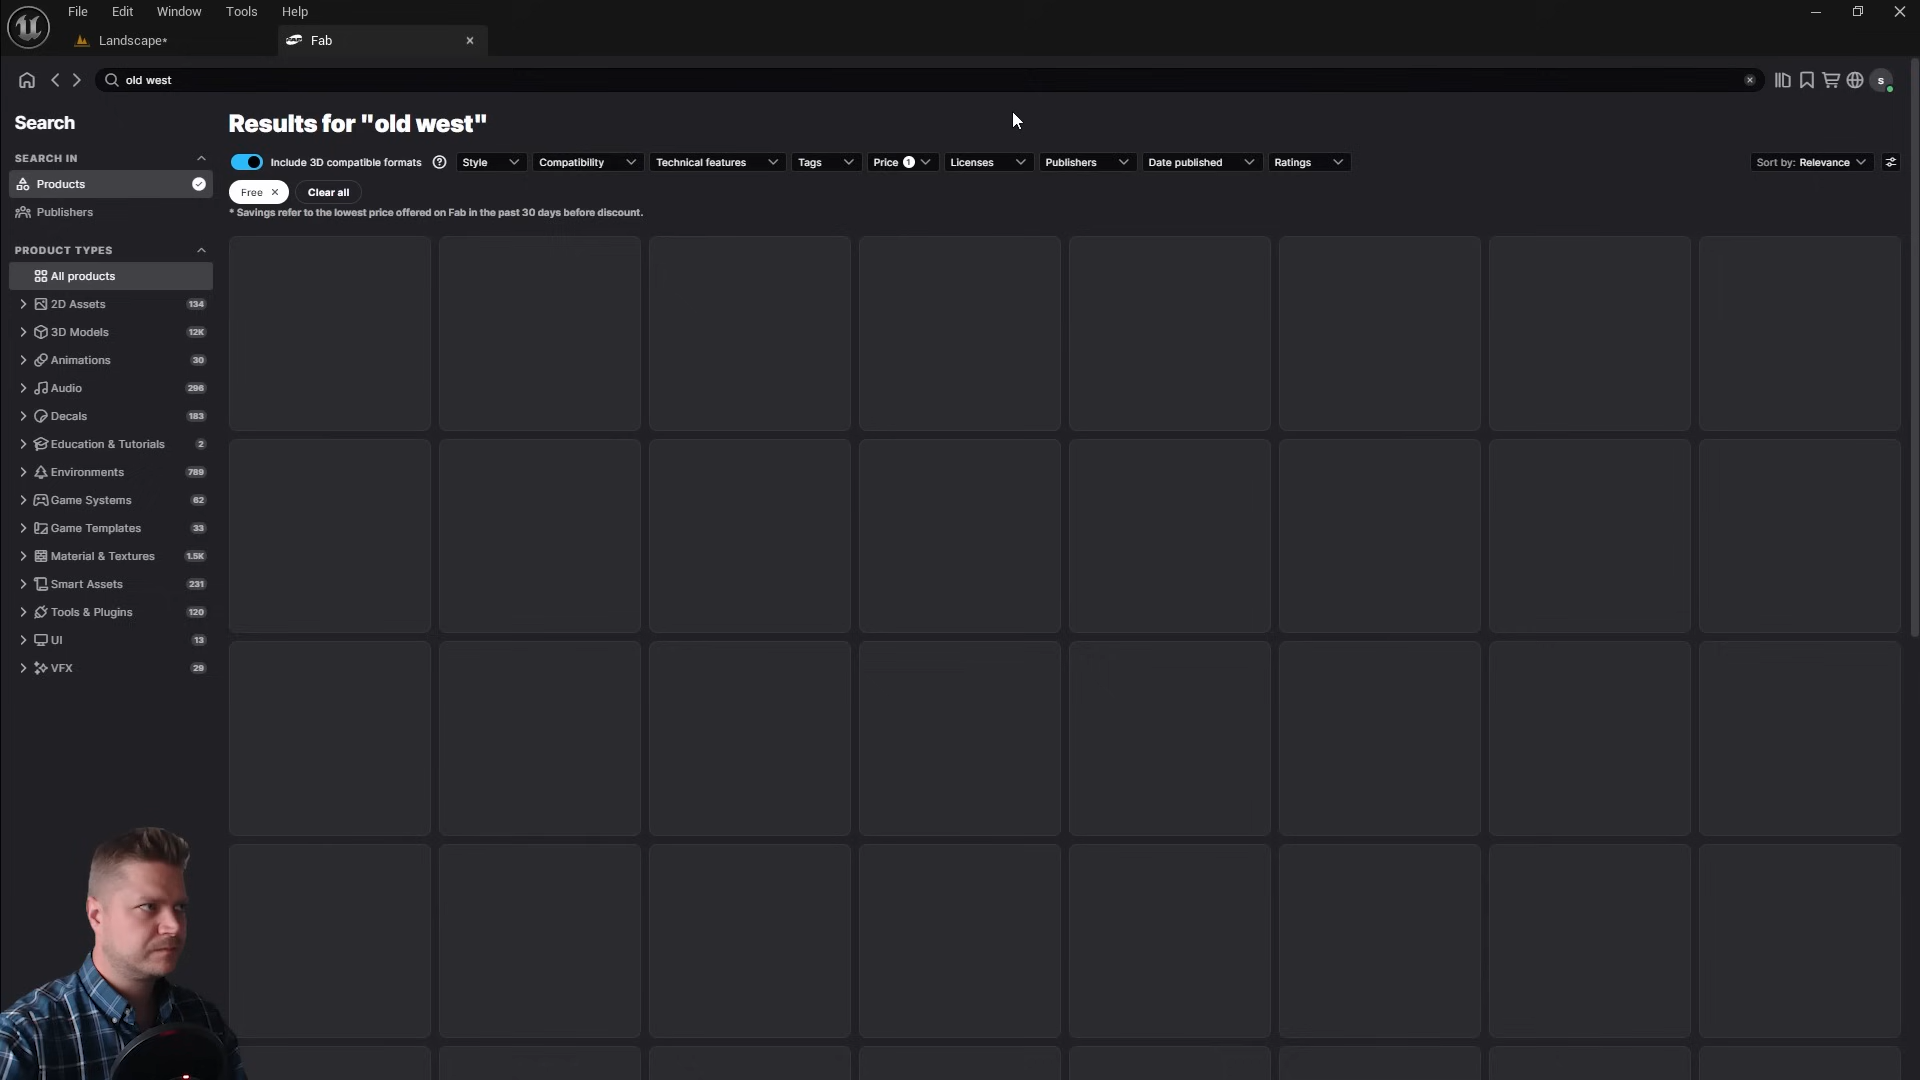 File Edit Window Tools Help
Landscape*
Fab
old west
s
Search
SEARCH IN
Products
Publishers
PRODUCT TYPES
All products
2D Assets 134
3D Models 12K
Animations 30
Audio 296
Decals 183
Education & Tutorials 2
Environments 789
Game Systems 62
Game Templates 33
Material & Textures 1.5K
Smart Assets 231
Tools & Plugins 120
UI 13
VFX 29
Results for "old west"
Include 3D compatible formats Style Compatibility Technical features Tags Price 1 Licenses Publishers Date published Ratings Sort by: Relevance
Free Clear all
* Savings refer to the lowest price offered on Fab in the past 30 days before discount.